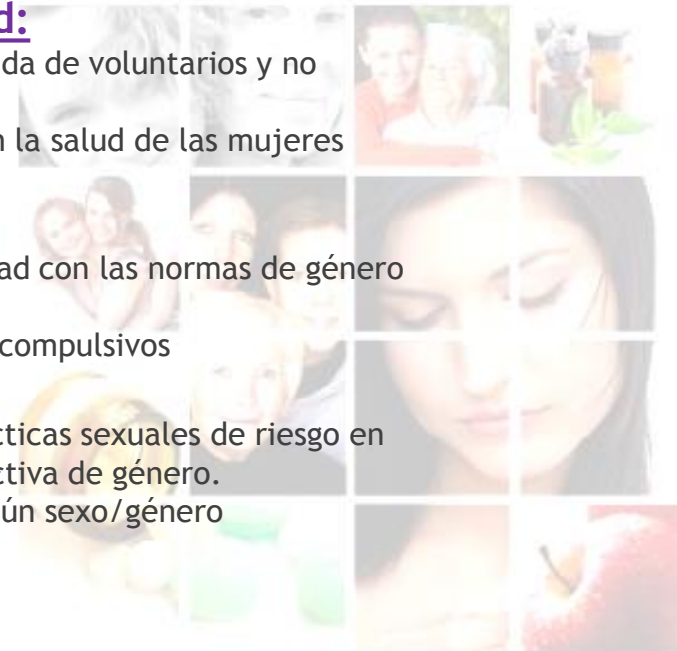 d:
da de voluntarios y no
n la salud de las mujeres
ad con las normas de género
compulsivos
cticas sexuales de riesgo en
ctiva de género.
ún sexo/género